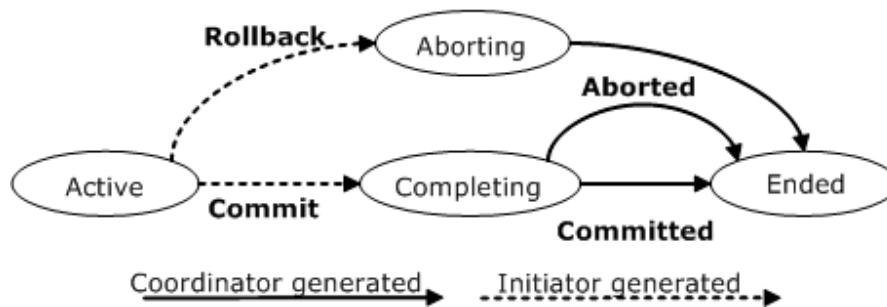 Rollback
Aborting
Aborted
Active
Completing
Ended
Commit
Committed
Coordinator generated
Initiator generated